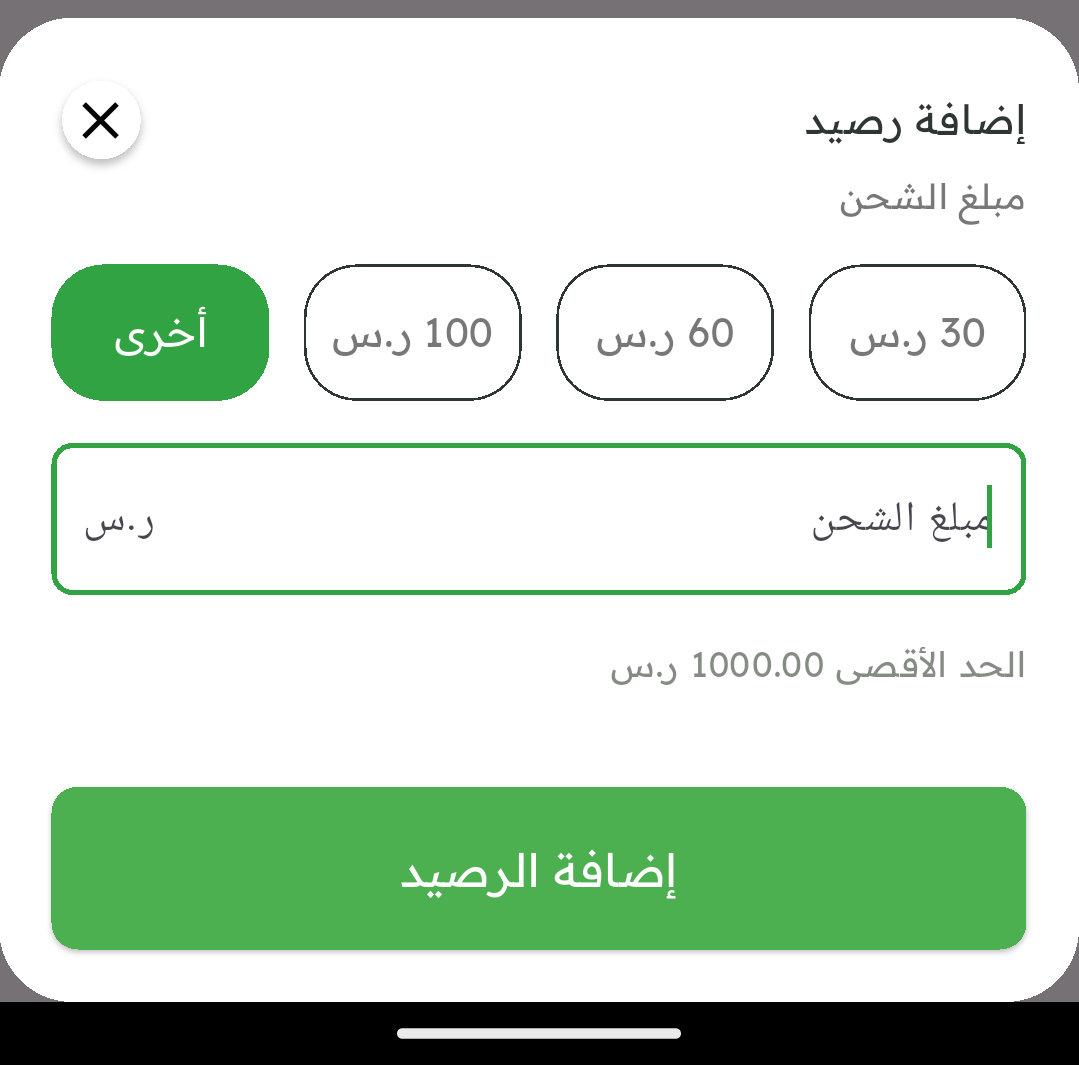 إضافة رصيد
مبلغ الشحن
30 ر.س 60 ر.س 100 ر.س أخرى
مبلغ الشحن ر.س
الحد الأقصى 1000.00 ر.س
إضافة الرصيد